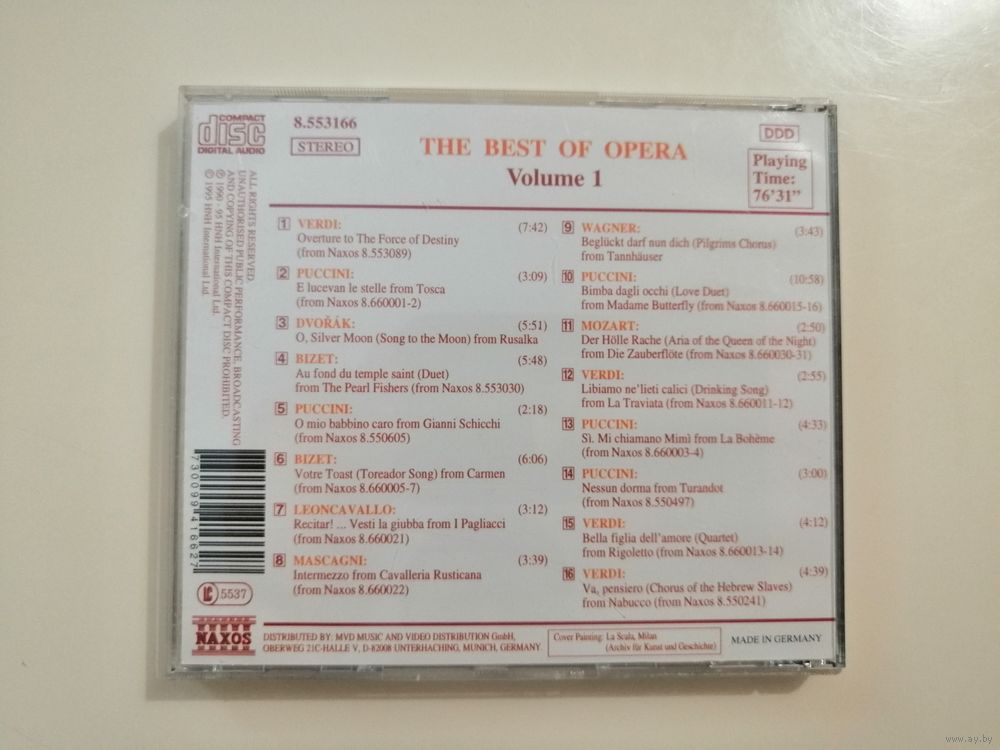 COMPACT
disc
DIGITAL AUDIO
8.553166
STEREO
THE BEST OF OPERA
Volume 1
DDD
Playing
Time:
76'31"
ALL RIGHTS RESERVED.
UNAUTHORISED PUBLIC PERFORMANCE, BROADCASTING
AND COPYING OF THIS COMPACT DISC PROHIBITED.
℗ 1990 - 95 HNH International Ltd.
© 1995 HNH International Ltd.
1 VERDI: (7:42)
Overture to The Force of Destiny
(from Naxos 8.553089)
2 PUCCINI: (3:09)
E lucevan le stelle from Tosca
(from Naxos 8.660001-2)
3 DVOŘÁK: (5:51)
O, Silver Moon (Song to the Moon) from Rusalka
4 BIZET: (5:48)
Au fond du temple saint (Duet)
from The Pearl Fishers (from Naxos 8.553030)
5 PUCCINI: (2:18)
O mio babbino caro from Gianni Schicchi
(from Naxos 8.550605)
6 BIZET: (6:06)
Votre Toast (Toreador Song) from Carmen
(from Naxos 8.660005-7)
7 LEONCAVALLO: (3:12)
Recitar! ... Vesti la giubba from I Pagliacci
(from Naxos 8.660021)
8 MASCAGNI: (3:39)
Intermezzo from Cavalleria Rusticana
(from Naxos 8.660022)
9 WAGNER: (3:43)
Beglückt darf nun dich (Pilgrims Chorus)
from Tannhäuser
10 PUCCINI: (10:58)
Bimba dagli occhi (Love Duet)
from Madame Butterfly (from Naxos 8.660015-16)
11 MOZART: (2:50)
Der Hölle Rache (Aria of the Queen of the Night)
from Die Zauberflöte (from Naxos 8.660030-31)
12 VERDI: (2:55)
Libiamo ne'lieti calici (Drinking Song)
from La Traviata (from Naxos 8.660011-12)
13 PUCCINI: (4:33)
Sì. Mi chiamano Mimì from La Bohème
(from Naxos 8.660003-4)
14 PUCCINI: (3:00)
Nessun dorma from Turandot
(from Naxos 8.550497)
15 VERDI: (4:12)
Bella figlia dell'amore (Quartet)
from Rigoletto (from Naxos 8.660013-14)
16 VERDI: (4:39)
Va, pensiero (Chorus of the Hebrew Slaves)
from Nabucco (from Naxos 8.550241)
730099416627
LC 5537
NAXOS
DISTRIBUTED BY: MVD MUSIC AND VIDEO DISTRIBUTION GmbH,
OBERWEG 21C-HALLE V, D-82008 UNTERHACHING, MUNICH, GERMANY.
Cover Painting: La Scala, Milan
(Archiv für Kunst und Geschichte)
MADE IN GERMANY
www.ay.by